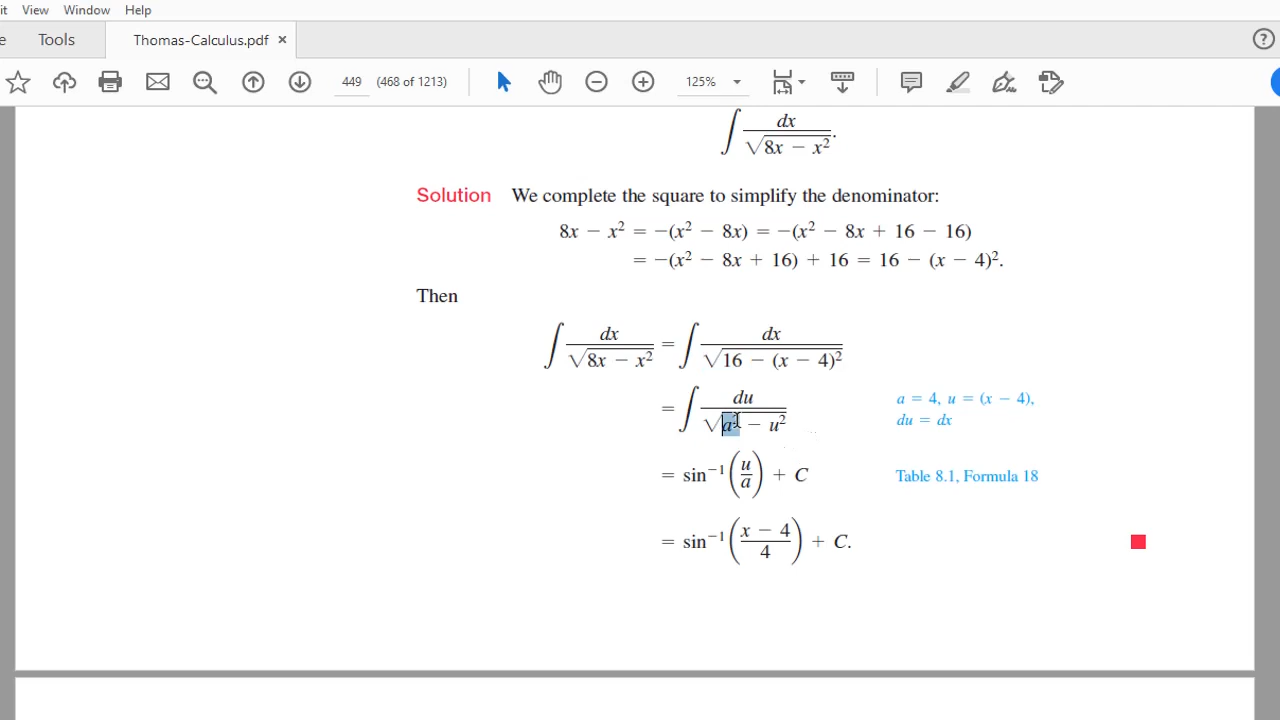 it View Window Help
e Tools Thomas-Calculus.pdf ×
449 (468 of 1213) 125%
∫ dx / √(8x − x²).
Solution We complete the square to simplify the denominator:
8x − x² = −(x² − 8x) = −(x² − 8x + 16 − 16)
= −(x² − 8x + 16) + 16 = 16 − (x − 4)².
Then
∫ dx / √(8x − x²) = ∫ dx / √(16 − (x − 4)²)
= ∫ du / √(a² − u²) a = 4, u = (x − 4),
du = dx
= sin⁻¹(u/a) + C Table 8.1, Formula 18
= sin⁻¹((x − 4)/4) + C.